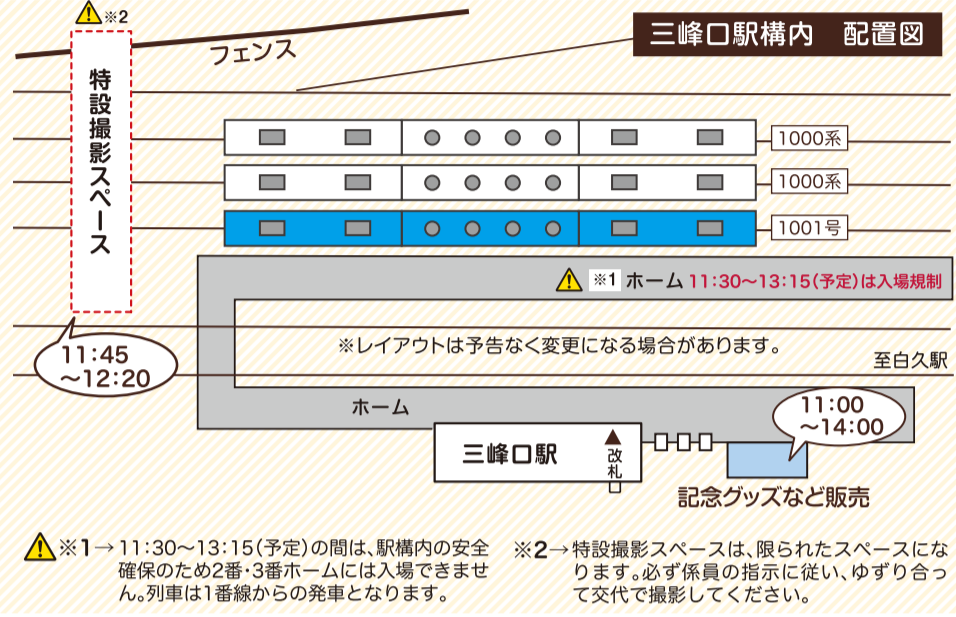 ※2
三峰口駅構内　配置図
フェンス
特設撮影スペース
1000系
1000系
1001号
※1 ホーム 11:30～13:15(予定)は入場規制
11:45
～12:20
※レイアウトは予告なく変更になる場合があります。
至白久駅
ホーム
11:00
～14:00
三峰口駅
改札
記念グッズなど販売
※1→11:30～13:15(予定)の間は、駅構内の安全
確保のため2番・3番ホームには入場できませ
ん。列車は1番線からの発車となります。
※2→特設撮影スペースは、限られたスペースにな
ります。必ず係員の指示に従い、ゆずり合っ
て交代で撮影してください。